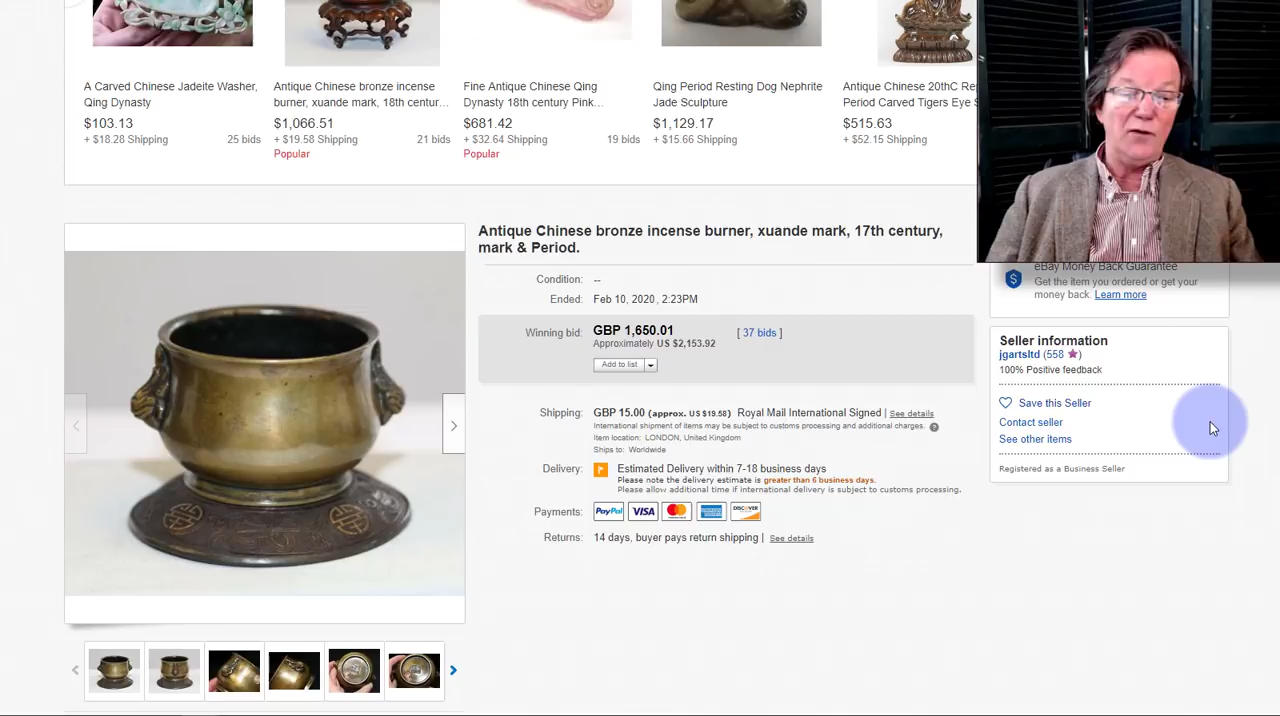 A Carved Chinese Jadeite Washer,
Qing Dynasty
$103.13
+ $18.28 Shipping
25 bids
Antique Chinese bronze incense
burner, xuande mark, 18th centur...
$1,066.51
+ $19.58 Shipping
21 bids
Popular
Fine Antique Chinese Qing
Dynasty 18th century Pink...
$681.42
+ $32.64 Shipping
19 bids
Popular
Qing Period Resting Dog Nephrite
Jade Sculpture
$1,129.17
+ $15.66 Shipping
Antique Chinese 20thC Re
Period Carved Tigers Eye S
$515.63
+ $52.15 Shipping
Antique Chinese bronze incense burner, xuande mark, 17th century,
mark & Period.
Condition: --
Ended: Feb 10, 2020 , 2:23PM
Winning bid: GBP 1,650.01 [ 37 bids ]
Approximately US $2,153.92
Add to list
Shipping: GBP 15.00 (approx. US $19.58) Royal Mail International Signed | See details
International shipment of items may be subject to customs processing and additional charges. ?
Item location: LONDON, United Kingdom
Ships to: Worldwide
Delivery: Estimated Delivery within 7-18 business days
Please note the delivery estimate is greater than 6 business days.
Please allow additional time if international delivery is subject to customs processing.
Payments: PayPal VISA MasterCard AMERICAN EXPRESS DISCOVER
Returns: 14 days, buyer pays return shipping | See details
eBay Money Back Guarantee
$ Get the item you ordered or get your
money back. Learn more
Seller information
jgartsltd (558 ★)
100% Positive feedback
Save this Seller
Contact seller
See other items
Registered as a Business Seller